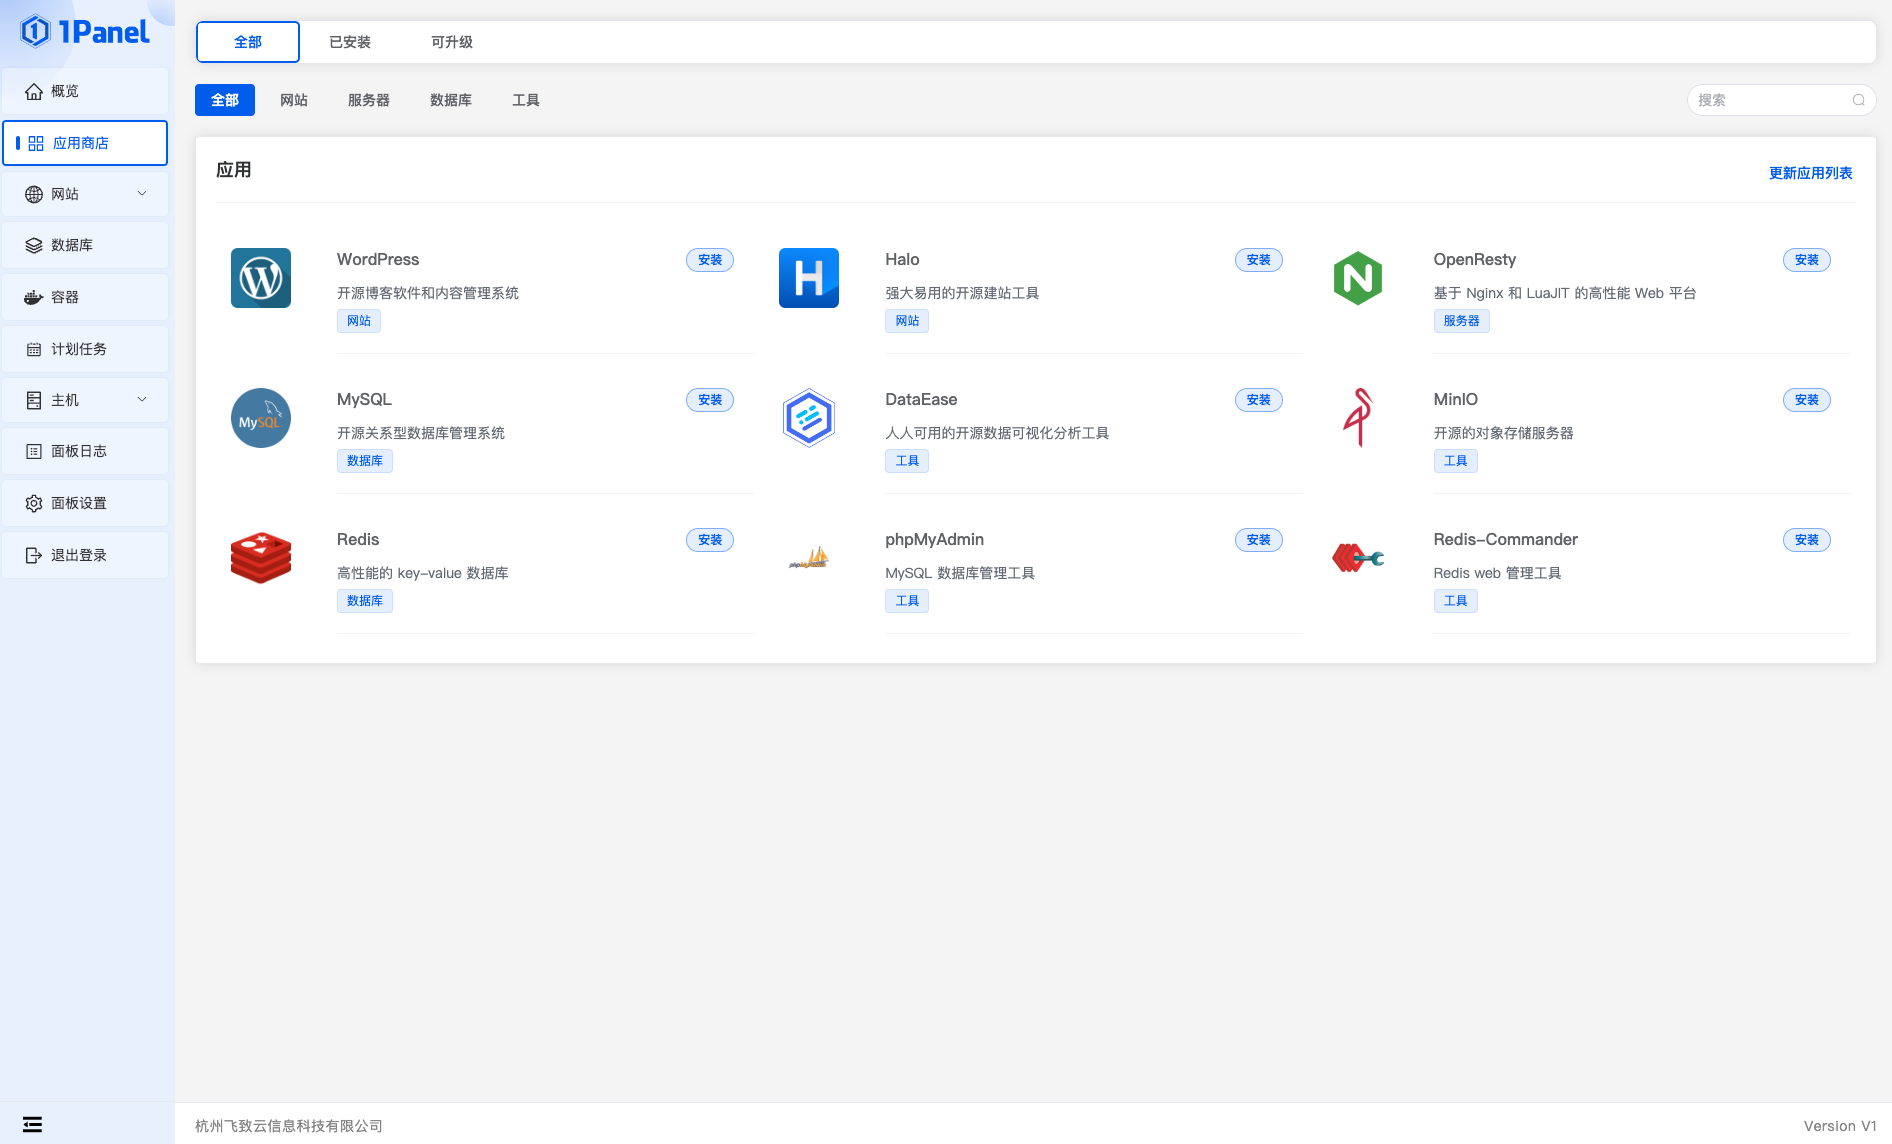 1Panel
概览
应用商店
网站
数据库
容器
计划任务
主机
面板日志
面板设置
退出登录
全部 已安装 可升级
全部 网站 服务器 数据库 工具
搜索
应用
更新应用列表
WordPress 安装
开源博客软件和内容管理系统
网站
Halo 安装
强大易用的开源建站工具
网站
OpenResty 安装
基于 Nginx 和 LuaJIT 的高性能 Web 平台
服务器
MySQL
MySQL 安装
开源关系型数据库管理系统
数据库
DataEase 安装
人人可用的开源数据可视化分析工具
工具
MinIO 安装
开源的对象存储服务器
工具
Redis 安装
高性能的 key-value 数据库
数据库
phpMyAdmin 安装
MySQL 数据库管理工具
工具
Redis-Commander 安装
Redis web 管理工具
工具
杭州飞致云信息科技有限公司
Version V1